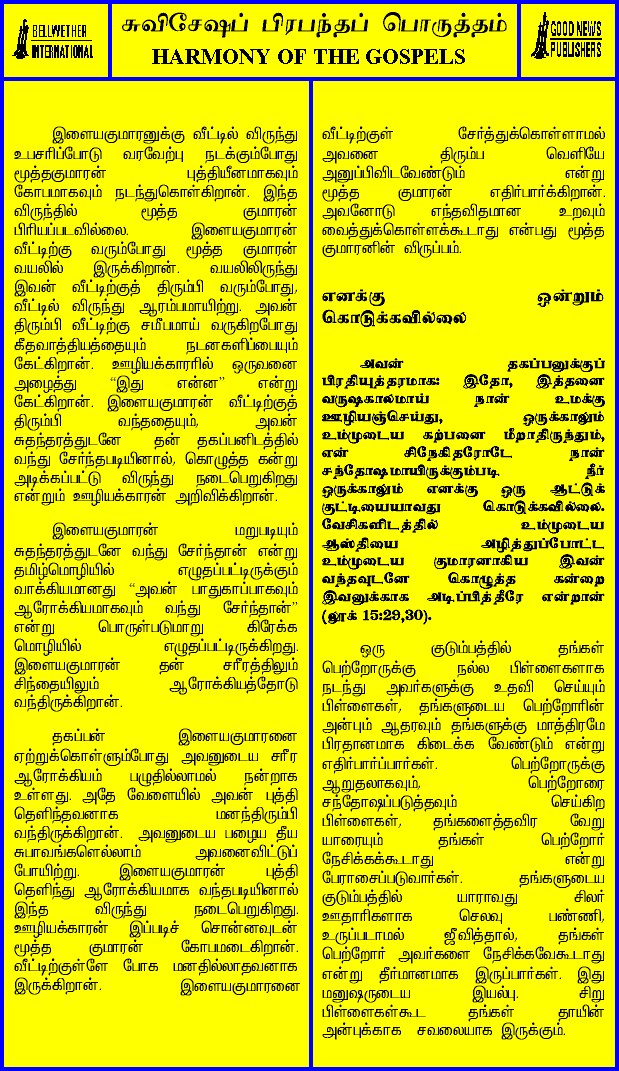 BELLWETHER
INTERNATIONAL
சுவிசேஷப் பிரபந்தப் பொருத்தம்
HARMONY OF THE GOSPELS
GOOD NEWS
PUBLISHERS
இளையகுமாரனுக்கு வீட்டில் விருந்து
உபசரிப்போடு வரவேற்பு நடக்கும்போது
மூத்தகுமாரன் புத்தியீனமாகவும்
கோபமாகவும் நடந்துகொள்கிறான். இந்த
விருந்தில் மூத்த குமாரன்
பிரியப்படவில்லை. இளையகுமாரன்
வீட்டிற்கு வரும்போது மூத்த குமாரன்
வயலில் இருக்கிறான். வயலிலிருந்து
இவன் வீட்டிற்குத் திரும்பி வரும்போது,
வீட்டில் விருந்து ஆரம்பமாயிற்று. அவன்
திரும்பி வீட்டிற்கு சமீபமாய் வருகிறபோது
கீதவாத்தியத்தையும் நடனகளிப்பையும்
கேட்கிறான். ஊழியக்காரரில் ஒருவனை
அழைத்து “இது என்ன” என்று
கேட்கிறான். இளையகுமாரன் வீட்டிற்குத்
திரும்பி வந்ததையும், அவன்
சுதந்தரத்துடனே தன் தகப்பனிடத்தில்
வந்து சேர்ந்தபடியினால், கொழுத்த கன்று
அடிக்கப்பட்டு விருந்து நடைபெறுகிறது
என்றும் ஊழியக்காரன் அறிவிக்கிறான்.
இளையகுமாரன் மறுபடியும்
சுதந்தரத்துடனே வந்து சேர்ந்தான் என்று
தமிழ்மொழியில் எழுதப்பட்டிருக்கும்
வாக்கியமானது “அவன் பாதுகாப்பாகவும்
ஆரோக்கியமாகவும் வந்து சேர்ந்தான்”
என்று பொருள்படுமாறு கிரேக்க
மொழியில் எழுதப்பட்டிருக்கிறது.
இளையகுமாரன் தன் சரீரத்திலும்
சிந்தையிலும் ஆரோக்கியத்தோடு
வந்திருக்கிறான்.
தகப்பன் இளையகுமாரனை
ஏற்றுக்கொள்ளும்போது அவனுடைய சரீர
ஆரோக்கியம் பழுதில்லாமல் நன்றாக
உள்ளது. அதே வேளையில் அவன் புத்தி
தெளிந்தவனாக மனந்திரும்பி
வந்திருக்கிறான். அவனுடைய பழைய தீய
சுபாவங்களெல்லாம் அவனைவிட்டுப்
போயிற்று. இளையகுமாரன் புத்தி
தெளிந்து ஆரோக்கியமாக வந்தபடியினால்
இந்த விருந்து நடைபெறுகிறது.
ஊழியக்காரன் இப்படிச் சொன்னவுடன்
மூத்த குமாரன் கோபமடைகிறான்.
வீட்டிற்குள்ளே போக மனதில்லாதவனாக
இருக்கிறான். இளையகுமாரனை
வீட்டிற்குள் சேர்த்துக்கொள்ளாமல்
அவனை திரும்ப வெளியே
அனுப்பிவிடவேண்டும் என்று
மூத்த குமாரன் எதிர்பார்க்கிறான்.
அவனோடு எந்தவிதமான உறவும்
வைத்துக்கொள்ளக்கூடாது என்பது மூத்த
குமாரனின் விருப்பம்.
எனக்கு ஒன்றும்
கொடுக்கவில்லை
அவன் தகப்பனுக்குப்
பிரதியுத்தரமாக: இதோ, இத்தனை
வருஷகாலமாய் நான் உமக்கு
ஊழியஞ்செய்து, ஒருக்காலும்
உம்முடைய கற்பனை மீறாதிருந்தும்,
என் சிநேகிதரோடே நான்
சந்தோஷமாயிருக்கும்படி நீர்
ஒருக்காலும் எனக்கு ஒரு ஆட்டுக்
குட்டியையாவது கொடுக்கவில்லை.
வேசிகளிடத்தில் உம்முடைய
ஆஸ்தியை அழித்துப்போட்ட
உம்முடைய குமாரனாகிய இவன்
வந்தவுடனே கொழுத்த கன்றை
இவனுக்காக அடிப்பித்தீரே என்றான்
(லூக் 15:29,30).
ஒரு குடும்பத்தில் தங்கள்
பெற்றோருக்கு நல்ல பிள்ளைகளாக
நடந்து அவர்களுக்கு உதவி செய்யும்
பிள்ளைகள், தங்களுடைய பெற்றோரின்
அன்பும் ஆதரவும் தங்களுக்கு மாத்திரமே
பிரதானமாக கிடைக்க வேண்டும் என்று
எதிர்பார்ப்பார்கள். பெற்றோருக்கு
ஆறுதலாகவும், பெற்றோரை
சந்தோஷப்படுத்தவும் செய்கிற
பிள்ளைகள், தங்களைத்தவிர வேறு
யாரையும் தங்கள் பெற்றோர்
நேசிக்கக்கூடாது என்று
பேராசைப்படுவார்கள். தங்களுடைய
குடும்பத்தில் யாராவது சிலர்
ஊதாரிகளாக செலவு பண்ணி,
உருப்படாமல் ஜீவித்தால், தங்கள்
பெற்றோர் அவர்களை நேசிக்கவேகூடாது
என்று தீர்மானமாக இருப்பார்கள். இது
மனுஷருடைய இயல்பு. சிறு
பிள்ளைகள்கூட தங்கள் தாயின்
அன்புக்காக சவலையாக இருக்கும்.